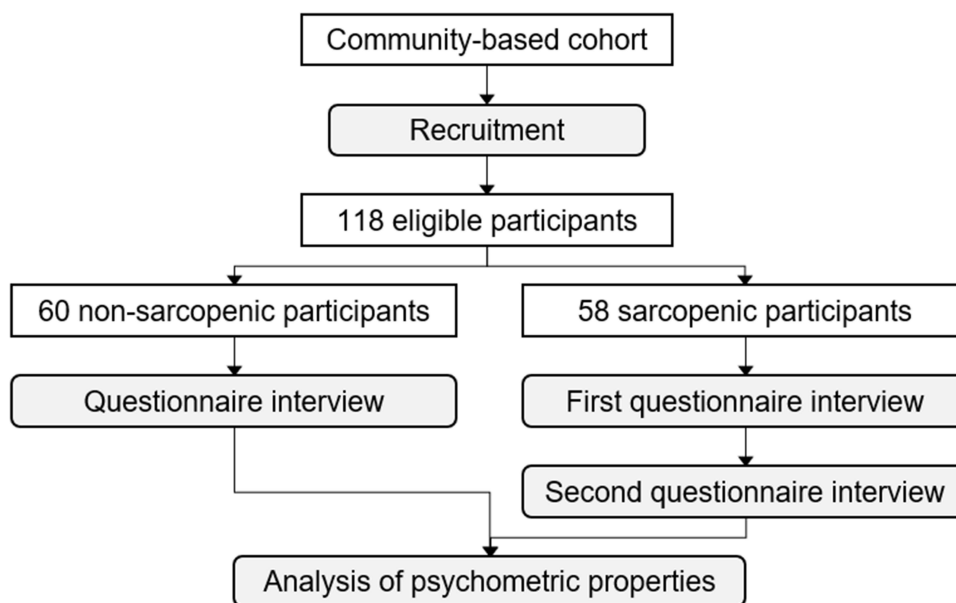 Community-based cohort
Recruitment
118 eligible participants
60 non-sarcopenic participants
58 sarcopenic participants
Questionnaire interview
First questionnaire interview
Second questionnaire interview
Analysis of psychometric properties